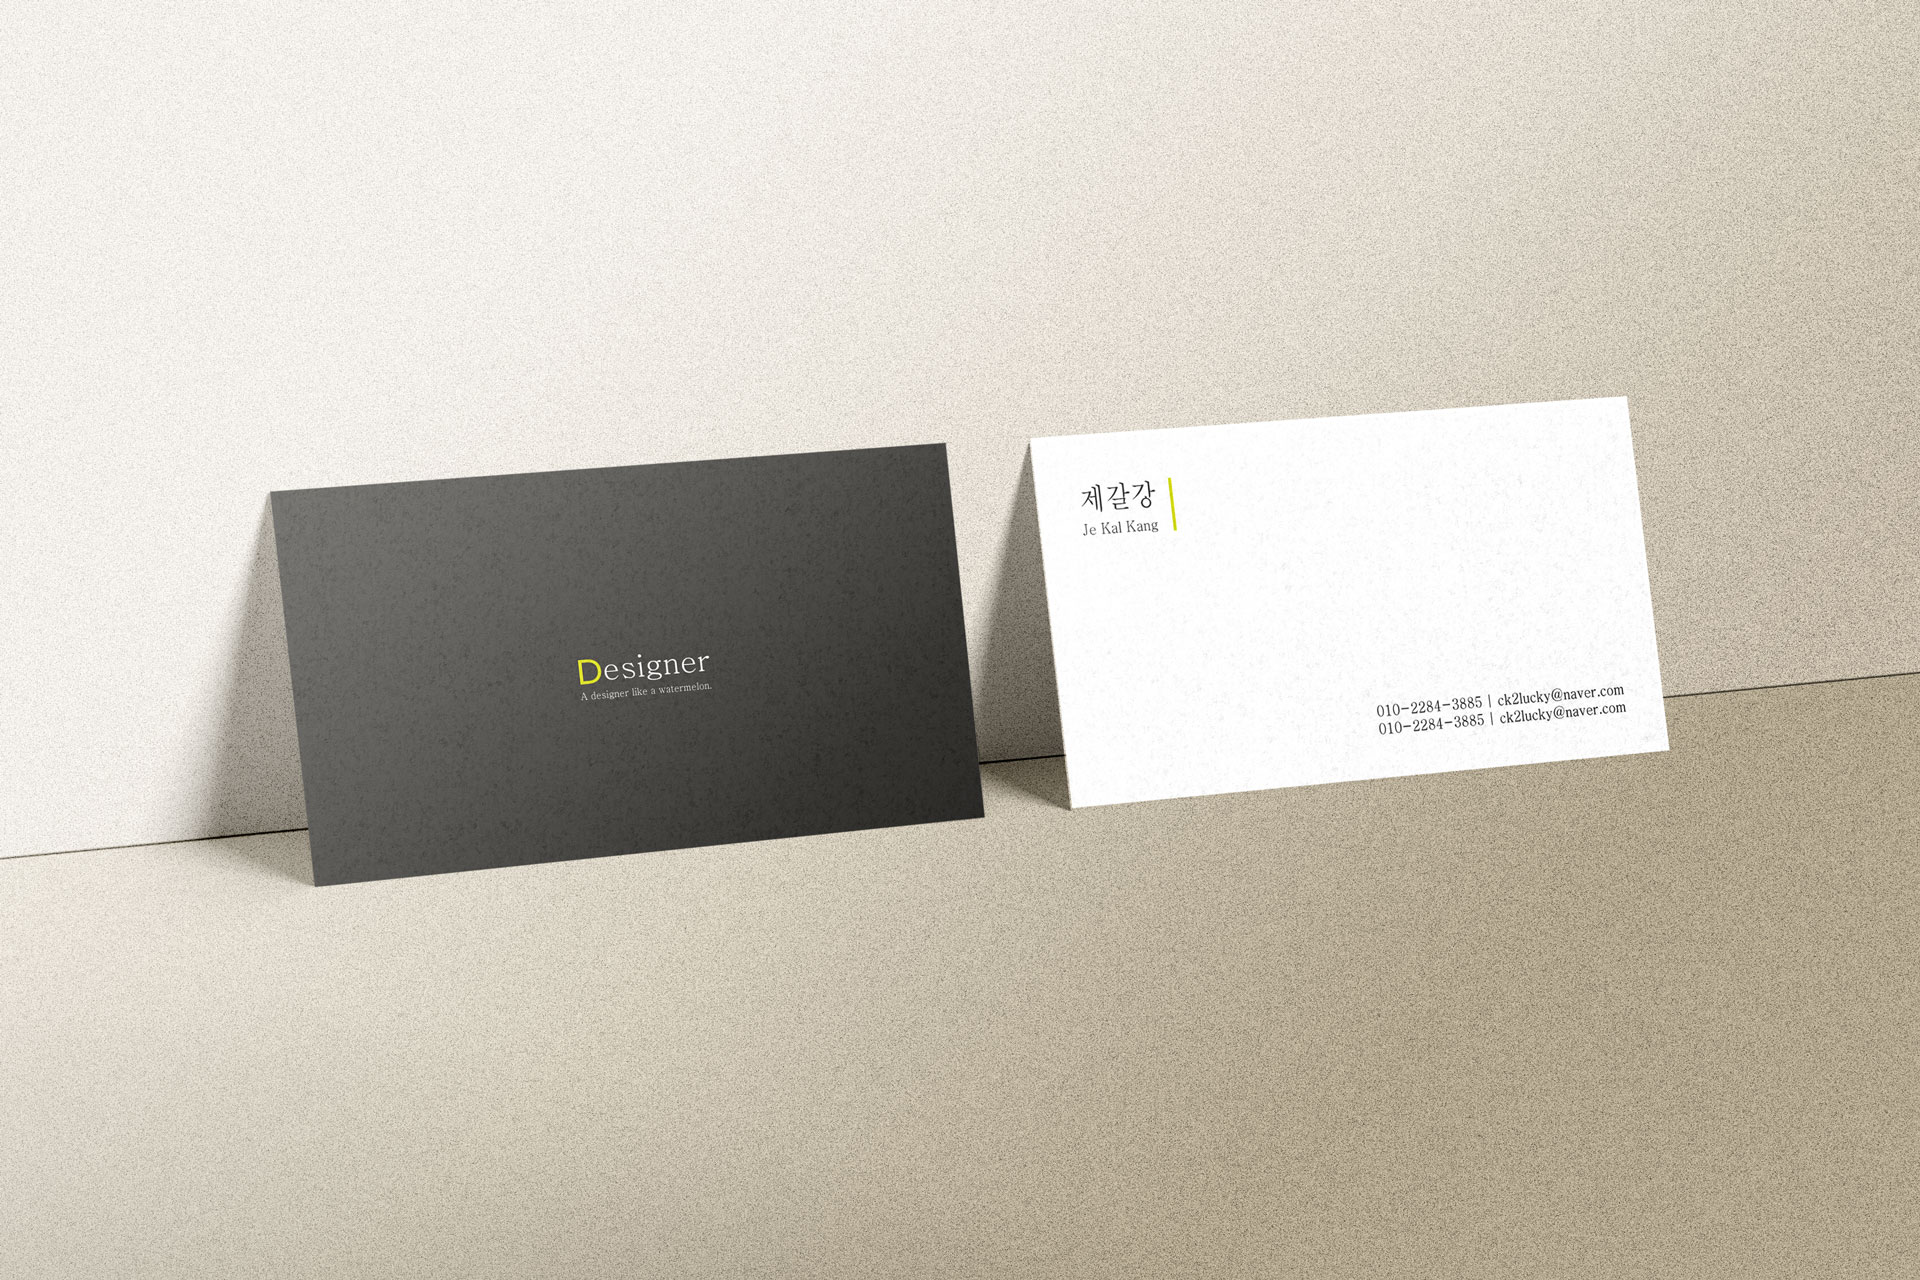 Designer
A designer like a watermelon.
제갈강
Je Kal Kang
010-2284-3885 | ck2lucky@naver.com
010-2284-3885 | ck2lucky@naver.com